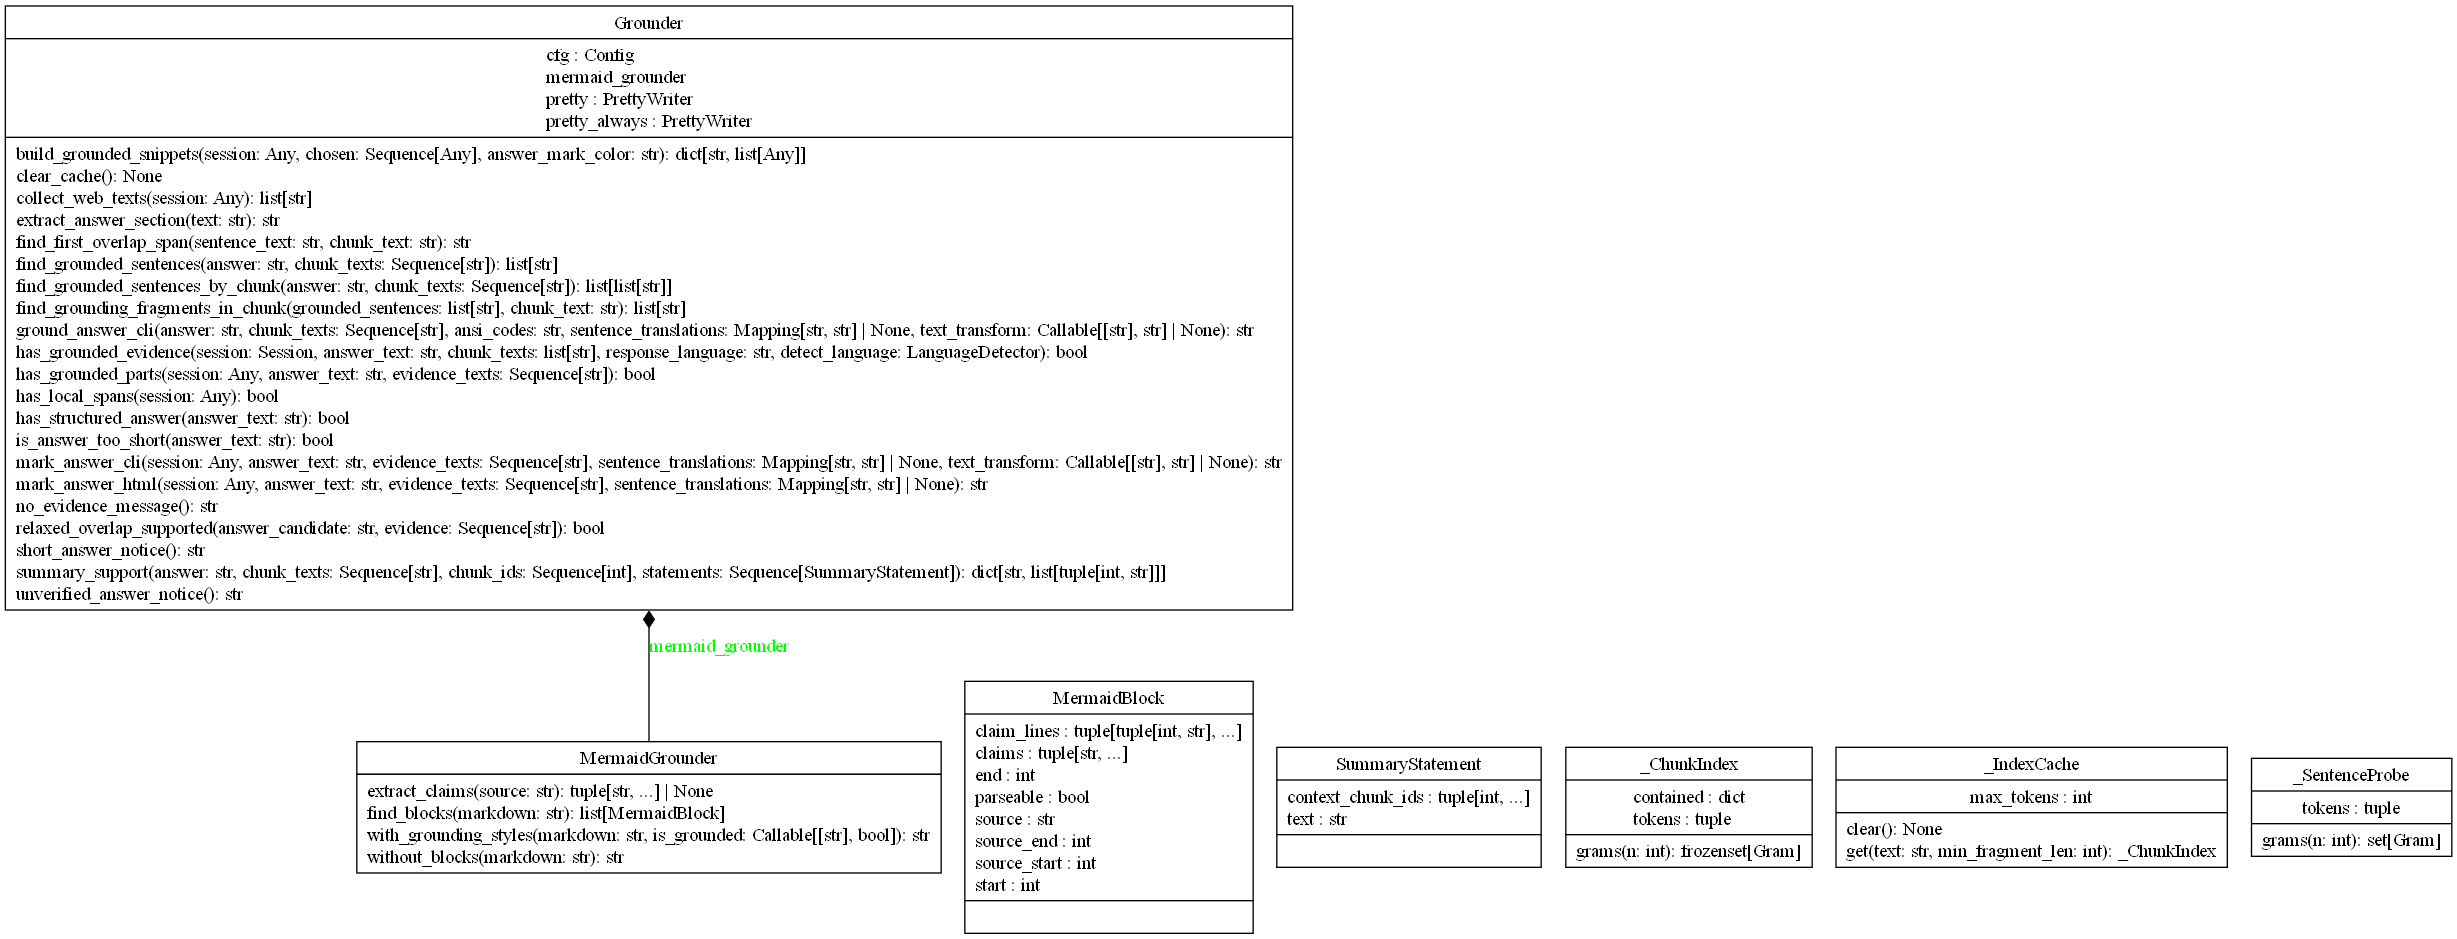 Grounder
cfg : Config
mermaid_grounder
pretty : PrettyWriter
pretty_always : PrettyWriter
build_grounded_snippets(session: Any, chosen: Sequence[Any], answer_mark_color: str): dict[str, list[Any]]
clear_cache(): None
collect_web_texts(session: Any): list[str]
extract_answer_section(text: str): str
find_first_overlap_span(sentence_text: str, chunk_text: str): str
find_grounded_sentences(answer: str, chunk_texts: Sequence[str]): list[str]
find_grounded_sentences_by_chunk(answer: str, chunk_texts: Sequence[str]): list[list[str]]
find_grounding_fragments_in_chunk(grounded_sentences: list[str], chunk_text: str): list[str]
ground_answer_cli(answer: str, chunk_texts: Sequence[str], ansi_codes: str, sentence_translations: Mapping[str, str] | None, text_transform: Callable[[str], str] | None): str
has_grounded_evidence(session: Session, answer_text: str, chunk_texts: list[str], response_language: str, detect_language: LanguageDetector): bool
has_grounded_parts(session: Any, answer_text: str, evidence_texts: Sequence[str]): bool
has_local_spans(session: Any): bool
has_structured_answer(answer_text: str): bool
is_answer_too_short(answer_text: str): bool
mark_answer_cli(session: Any, answer_text: str, evidence_texts: Sequence[str], sentence_translations: Mapping[str, str] | None, text_transform: Callable[[str], str] | None): str
mark_answer_html(session: Any, answer_text: str, evidence_texts: Sequence[str], sentence_translations: Mapping[str, str] | None): str
no_evidence_message(): str
relaxed_overlap_supported(answer_candidate: str, evidence: Sequence[str]): bool
short_answer_notice(): str
summary_support(answer: str, chunk_texts: Sequence[str], chunk_ids: Sequence[int], statements: Sequence[SummaryStatement]): dict[str, list[tuple[int, str]]]
unverified_answer_notice(): str
mermaid_grounder
MermaidGrounder
extract_claims(source: str): tuple[str, ...] | None
find_blocks(markdown: str): list[MermaidBlock]
with_grounding_styles(markdown: str, is_grounded: Callable[[str], bool]): str
without_blocks(markdown: str): str
MermaidBlock
claim_lines : tuple[tuple[int, str], ...]
claims : tuple[str, ...]
end : int
parseable : bool
source : str
source_end : int
source_start : int
start : int
SummaryStatement
context_chunk_ids : tuple[int, ...]
text : str
_ChunkIndex
contained : dict
tokens : tuple
grams(n: int): frozenset[Gram]
_IndexCache
max_tokens : int
clear(): None
get(text: str, min_fragment_len: int): _ChunkIndex
_SentenceProbe
tokens : tuple
grams(n: int): set[Gram]